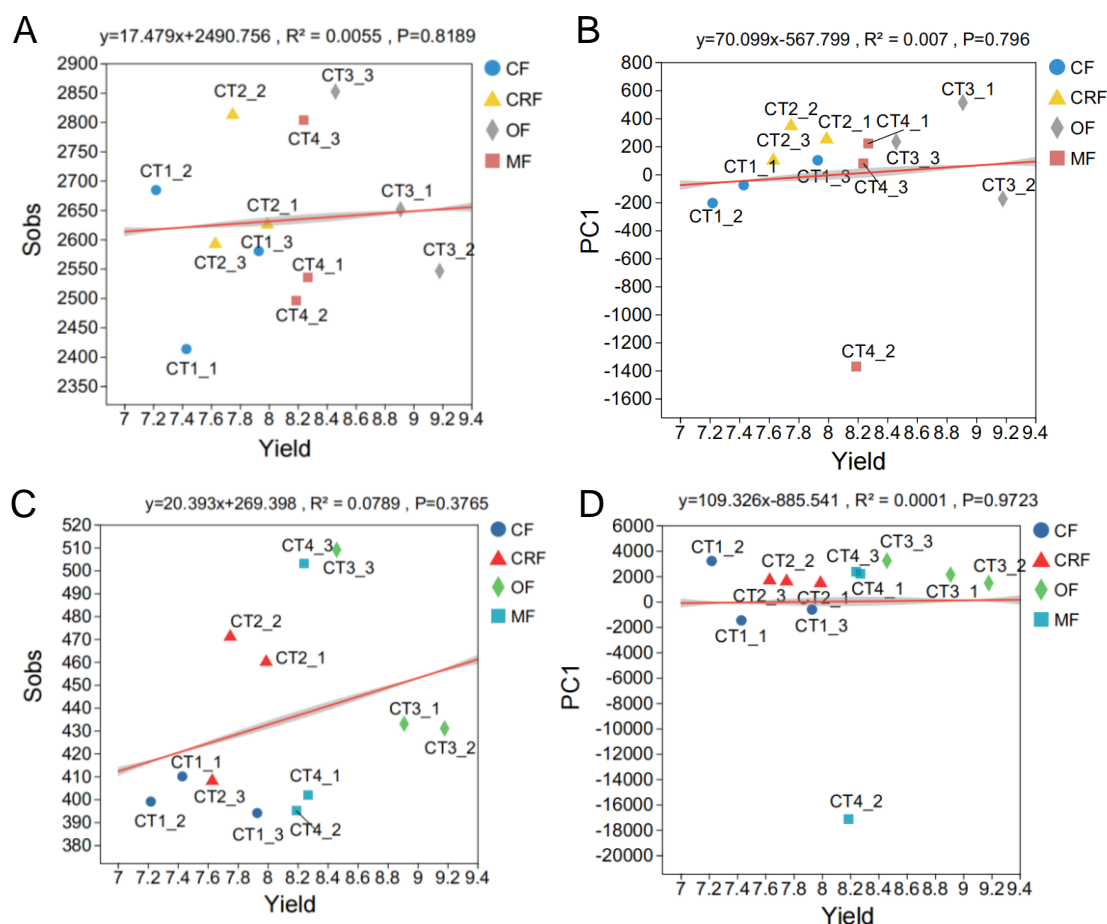 A
y=17.479x+2490.756 , R² = 0.0055 , P=0.8189
2900
2850
2800
2750
2700
2650
2600
2550
2500
2450
2400
2350
Sobs
CT3_3
CT2_2
CT4_3
CT1_2
CT3_1
CT2_1
CT1_3
CT3_2
CT2_3
CT4_1
CT4_2
CT1_1
7 7.2 7.4 7.6 7.8 8 8.2 8.4 8.6 8.8 9 9.2 9.4
Yield
CF
CRF
OF
MF
B
y=70.099x-567.799 , R² = 0.007 , P=0.796
800
600
400
200
0
-200
-400
-600
-800
-1000
-1200
-1400
-1600
PC1
CT3_1
CT2_2
CT2_1
CT4_1
CT2_3
CT3_3
CT1_1
CT1_3
CT4_3
CT3_2
CT1_2
CT4_2
7 7.2 7.4 7.6 7.8 8 8.2 8.4 8.6 8.8 9 9.2 9.4
Yield
CF
CRF
OF
MF
C
y=20.393x+269.398 , R² = 0.0789 , P=0.3765
520
510
500
490
480
470
460
450
440
430
420
410
400
390
380
Sobs
CT4_3
CT3_3
CT2_2
CT2_1
CT3_1
CT3_2
CT1_1
CT4_1
CT2_3
CT1_2
CT1_3
CT4_2
7 7.2 7.4 7.6 7.8 8 8.2 8.4 8.6 8.8 9 9.2 9.4
Yield
CF
CRF
OF
MF
D
y=109.326x-885.541 , R² = 0.0001 , P=0.9723
6000
4000
2000
0
-2000
-4000
-6000
-8000
-10000
-12000
-14000
-16000
-18000
-20000
PC1
CT1_2
CT2_2
CT4_3
CT3_3
CT3_2
CT2_3
CT2_1
CT4_1
CT3_1
CT1_1
CT1_3
CT4_2
7 7.2 7.4 7.6 7.8 8 8.2 8.4 8.6 8.8 9 9.2 9.4
Yield
CF
CRF
OF
MF